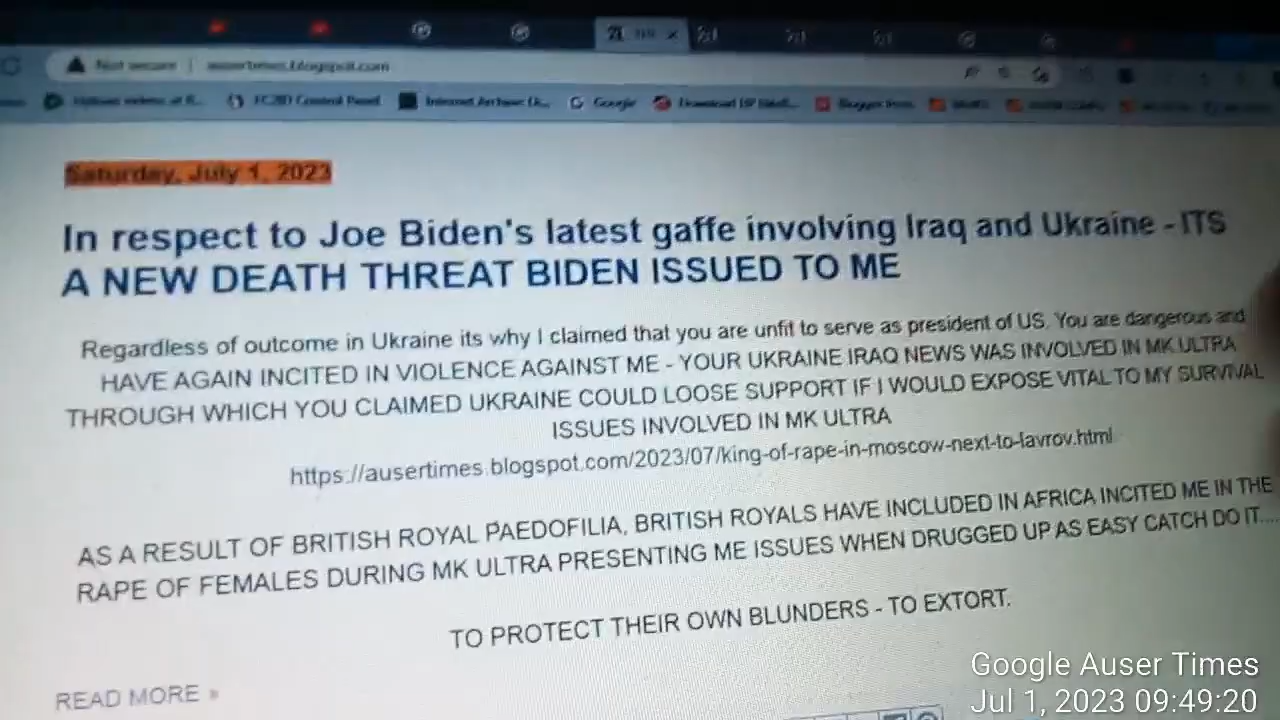 Not secure | ausertimes.blogspot.com
Google
Saturday, July 1, 2023
In respect to Joe Biden's latest gaffe involving Iraq and Ukraine - ITS
A NEW DEATH THREAT BIDEN ISSUED TO ME
Regardless of outcome in Ukraine its why I claimed that you are unfit to serve as president of US. You are dangerous and
HAVE AGAIN INCITED IN VIOLENCE AGAINST ME - YOUR UKRAINE IRAQ NEWS WAS INVOLVED IN MK ULTRA
THROUGH WHICH YOU CLAIMED UKRAINE COULD LOOSE SUPPORT IF I WOULD EXPOSE VITAL TO MY SURVIVAL
ISSUES INVOLVED IN MK ULTRA
https://ausertimes.blogspot.com/2023/07/king-of-rape-in-moscow-next-to-lavrov.html
AS A RESULT OF BRITISH ROYAL PAEDOFILIA, BRITISH ROYALS HAVE INCLUDED IN AFRICA INCITED ME IN THE
RAPE OF FEMALES DURING MK ULTRA PRESENTING ME ISSUES WHEN DRUGGED UP AS EASY CATCH DO IT....
TO PROTECT THEIR OWN BLUNDERS - TO EXTORT.
READ MORE »
Google Auser Times
Jul 1, 2023 09:49:20